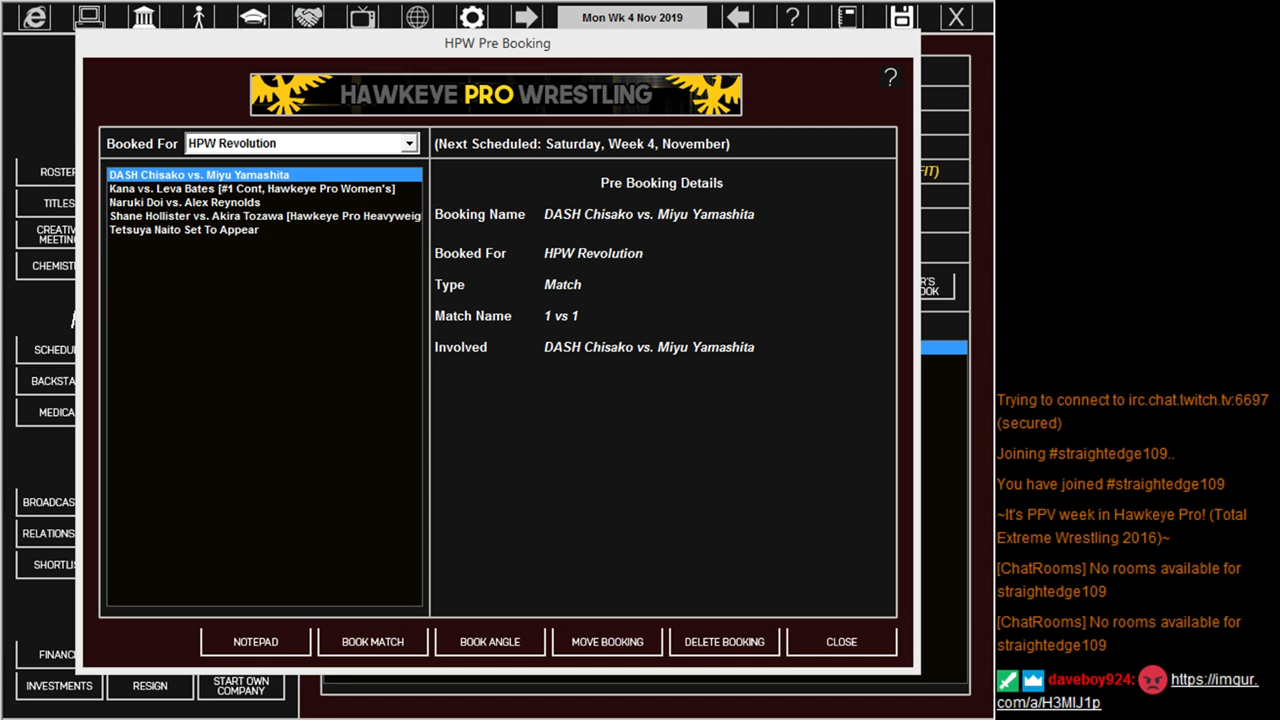 Mon Wk 4 Nov 2019
HPW Pre Booking
HAWKEYE PRO WRESTLING
?
?
Booked For HPW Revolution
(Next Scheduled: Saturday, Week 4, November)
DASH Chisako vs. Miyu Yamashita
Kana vs. Leva Bates [#1 Cont, Hawkeye Pro Women's]
Naruki Doi vs. Alex Reynolds
Shane Hollister vs. Akira Tozawa [Hawkeye Pro Heavyweig
Tetsuya Naito Set To Appear
Pre Booking Details
Booking Name DASH Chisako vs. Miyu Yamashita
Booked For HPW Revolution
Type Match
Match Name 1 vs 1
Involved DASH Chisako vs. Miyu Yamashita
NOTEPAD
BOOK MATCH
BOOK ANGLE
MOVE BOOKING
DELETE BOOKING
CLOSE
ROSTER
TITLES
CREATIV
MEETIN
CHEMIST
SCHEDU
BACKSTA
MEDICA
BROADCAS
RELATIONS
SHORTLIS
FINANC
INVESTMENTS
RESIGN
START OWN
COMPANY
FIT)
R'S
OOK
Trying to connect to irc.chat.twitch.tv:6697
(secured)
Joining #straightedge109..
You have joined #straightedge109
~It's PPV week in Hawkeye Pro! (Total
Extreme Wrestling 2016)~
[ChatRooms] No rooms available for
straightedge109
[ChatRooms] No rooms available for
straightedge109
daveboy924: https://imgur.
com/a/H3MIJ1p